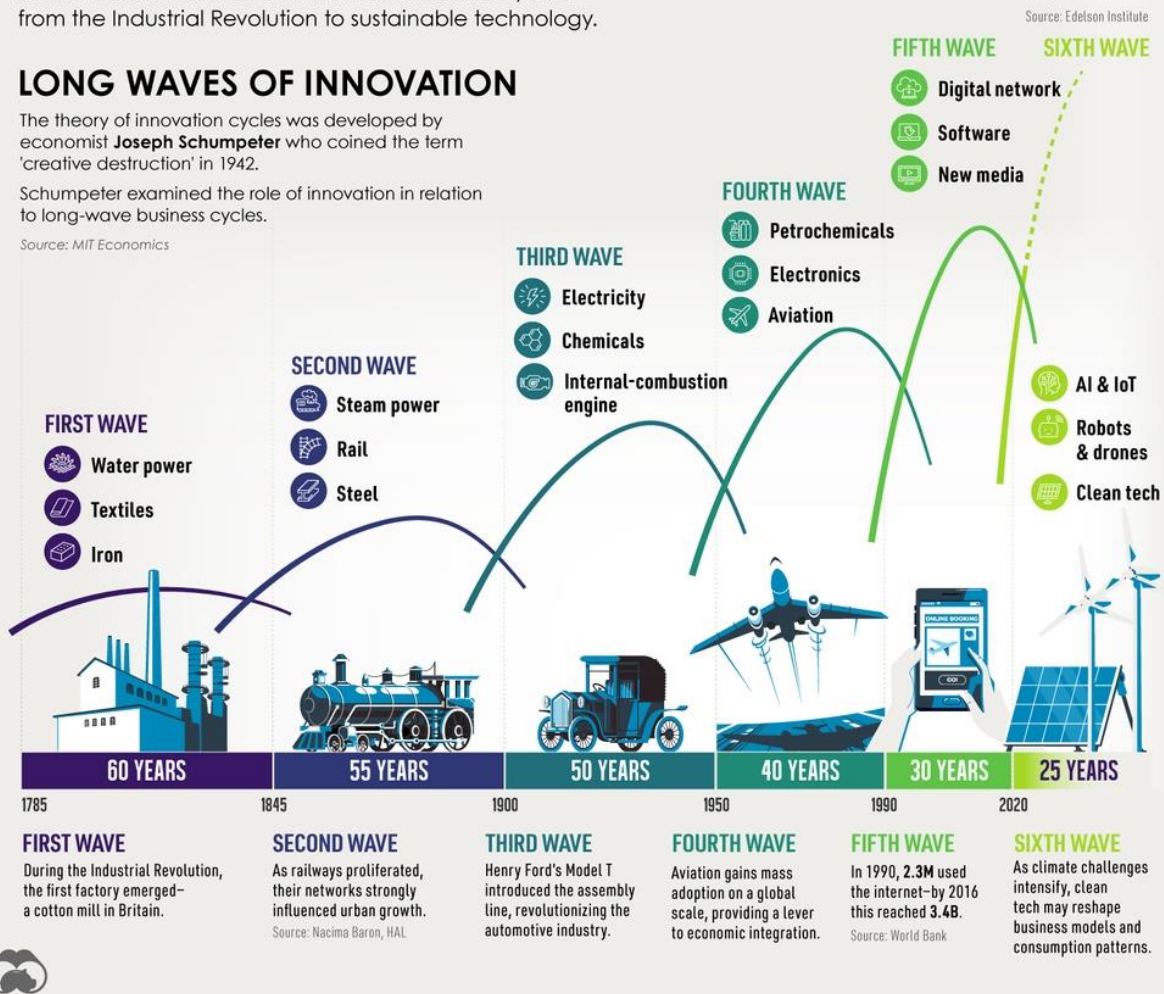 from the Industrial Revolution to sustainable technology.
Source: Edelson Institute
LONG WAVES OF INNOVATION
The theory of innovation cycles was developed by
economist Joseph Schumpeter who coined the term
'creative destruction' in 1942.
Schumpeter examined the role of innovation in relation
to long-wave business cycles.
Source: MIT Economics
FIRST WAVE
Water power
Textiles
Iron
SECOND WAVE
Steam power
Rail
Steel
THIRD WAVE
Electricity
Chemicals
Internal-combustion
engine
FOURTH WAVE
Petrochemicals
Electronics
Aviation
FIFTH WAVE
Digital network
Software
New media
SIXTH WAVE
AI & IoT
Robots
& drones
Clean tech
ONLINE BOOKING
GO!
60 YEARS
55 YEARS
50 YEARS
40 YEARS
30 YEARS
25 YEARS
1785
1845
1900
1950
1990
2020
FIRST WAVE
During the Industrial Revolution,
the first factory emerged–
a cotton mill in Britain.
SECOND WAVE
As railways proliferated,
their networks strongly
influenced urban growth.
Source: Nacima Baron, HAL
THIRD WAVE
Henry Ford's Model T
introduced the assembly
line, revolutionizing the
automotive industry.
FOURTH WAVE
Aviation gains mass
adoption on a global
scale, providing a lever
to economic integration.
FIFTH WAVE
In 1990, 2.3M used
the internet–by 2016
this reached 3.4B.
Source: World Bank
SIXTH WAVE
As climate challenges
intensify, clean
tech may reshape
business models and
consumption patterns.